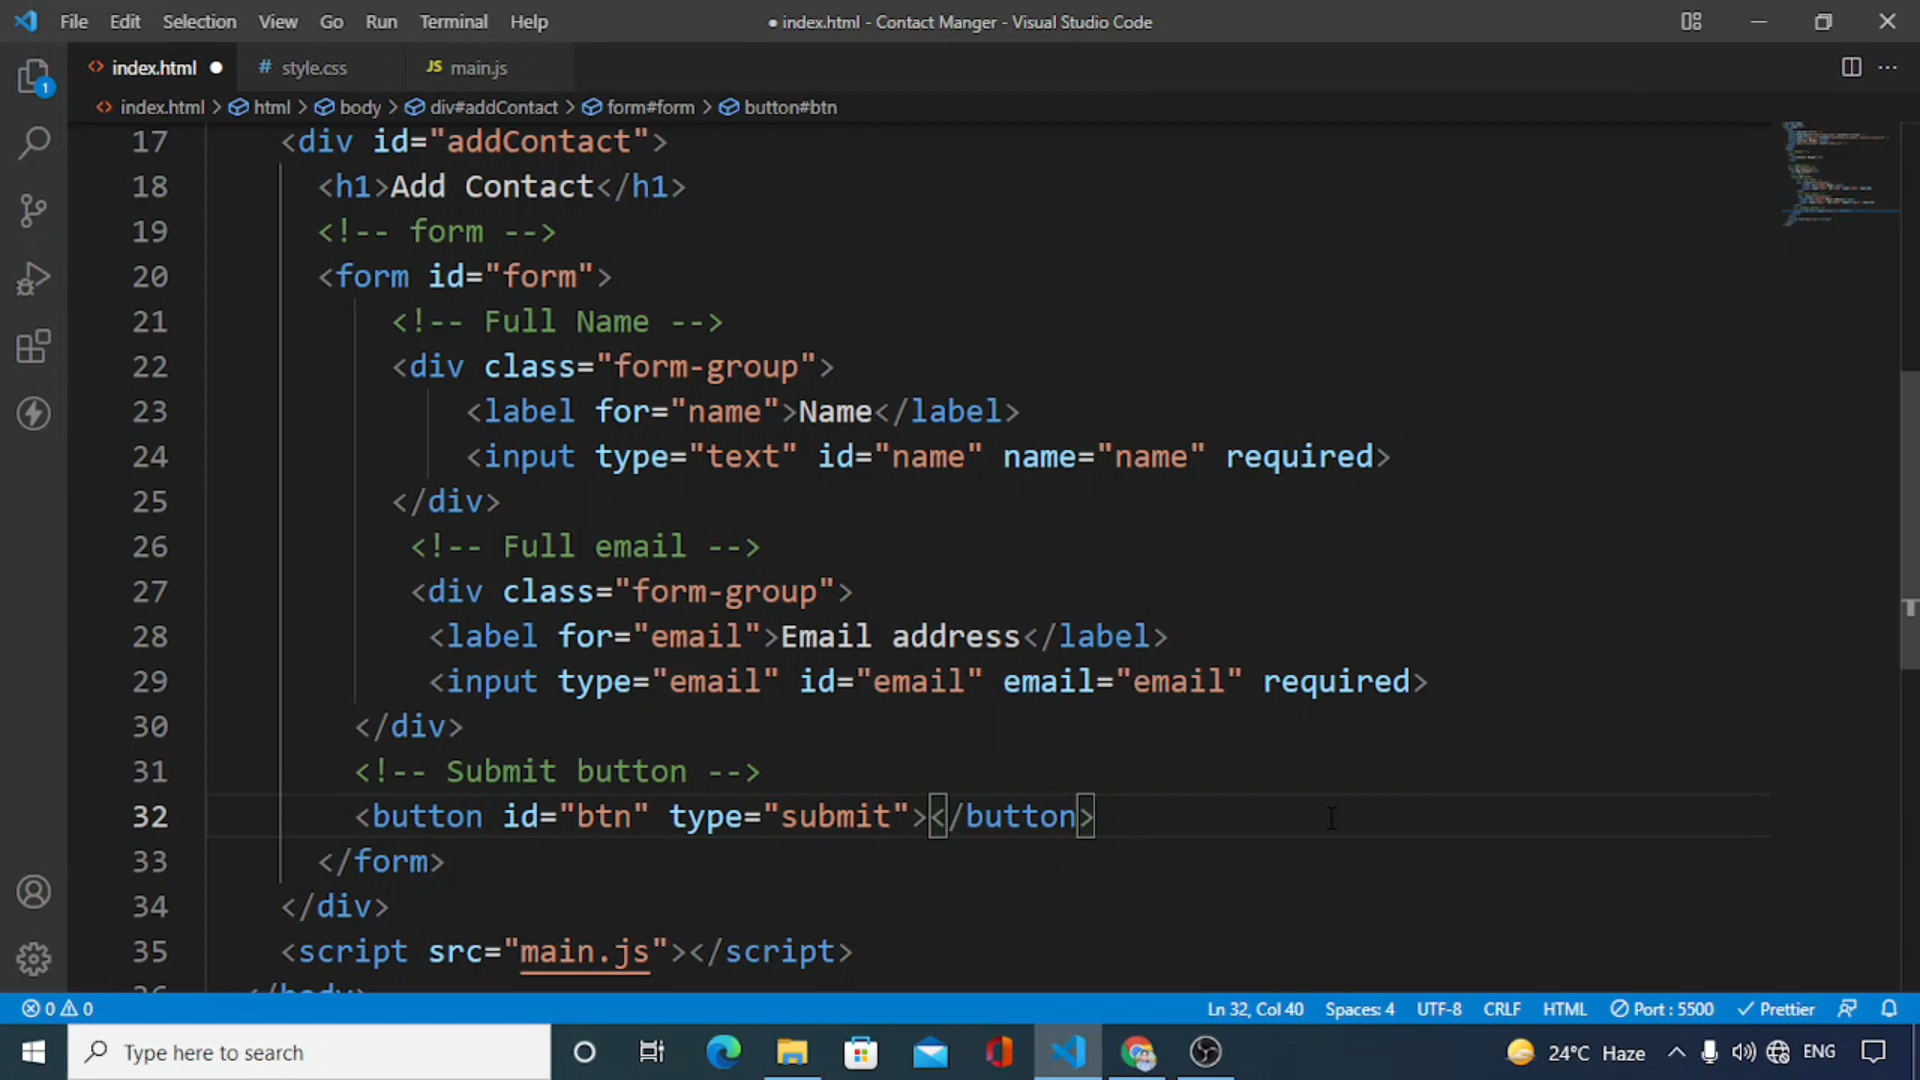 File Edit Selection View Go Run Terminal Help
● index.html - Contact Manger - Visual Studio Code
index.html ● # style.css JS main.js
index.html > html > body > div#addContact > form#form > button#btn
1
17 <div id="addContact">
18 <h1>Add Contact</h1>
19 <!-- form -->
20 <form id="form">
21 <!-- Full Name -->
22 <div class="form-group">
23 <label for="name">Name</label>
24 <input type="text" id="name" name="name" required>
25 </div>
26 <!-- Full email -->
27 <div class="form-group">
28 <label for="email">Email address</label>
29 <input type="email" id="email" email="email" required>
30 </div>
31 <!-- Submit button -->
32 <button id="btn" type="submit"></button>
33 </form>
34 </div>
35 <script src="main.js"></script>
36 </body>
0 0 Ln 32, Col 40 Spaces: 4 UTF-8 CRLF HTML Port : 5500 Prettier
Type here to search 24°C Haze ENG